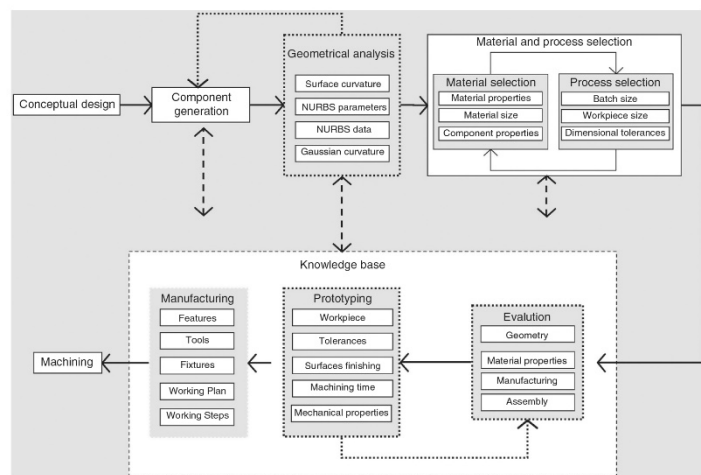 Geometrical analysis
Material and process selection
Surface curvature
NURBS parameters
NURBS data
Gaussian curvature
Conceptual design
Component
generation
Material selection
Material properties
Material size
Component properties
Process selection
Batch size
Workpiece size
Dimensional tolerances
Knowledge base
Manufacturing
Features
Tools
Fixtures
Working Plan
Working Steps
Prototyping
Workpiece
Tolerances
Surfaces finishing
Machining time
Mechanical properties
Evalution
Geometry
Material properties
Manufacturing
Assembly
Machining